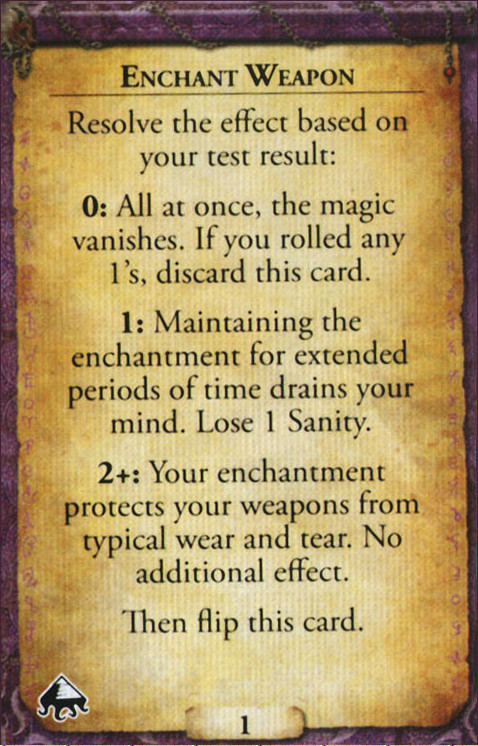 ENCHANT WEAPON
Resolve the effect based on
your test result:
0: All at once, the magic
vanishes. If you rolled any
1's, discard this card.
1: Maintaining the
enchantment for extended
periods of time drains your
mind. Lose 1 Sanity.
2+: Your enchantment
protects your weapons from
typical wear and tear. No
additional effect.
Then flip this card.
1